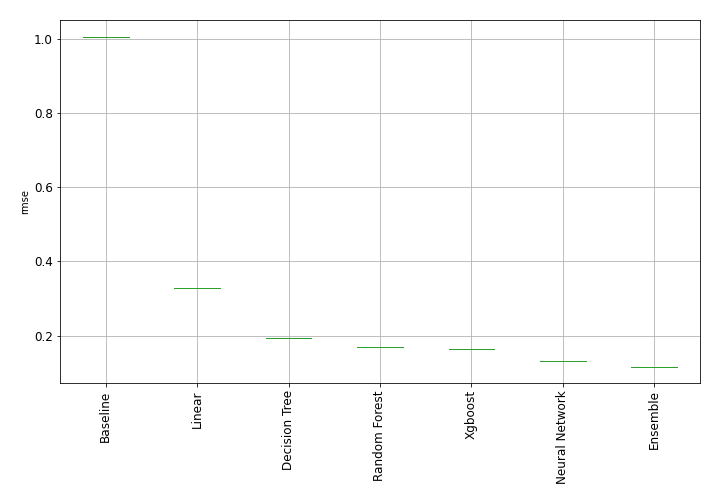 1.0
0.8
0.6
0.4
0.2
rmse
Baseline
Linear
Decision Tree
Random Forest
Xgboost
Neural Network
Ensemble